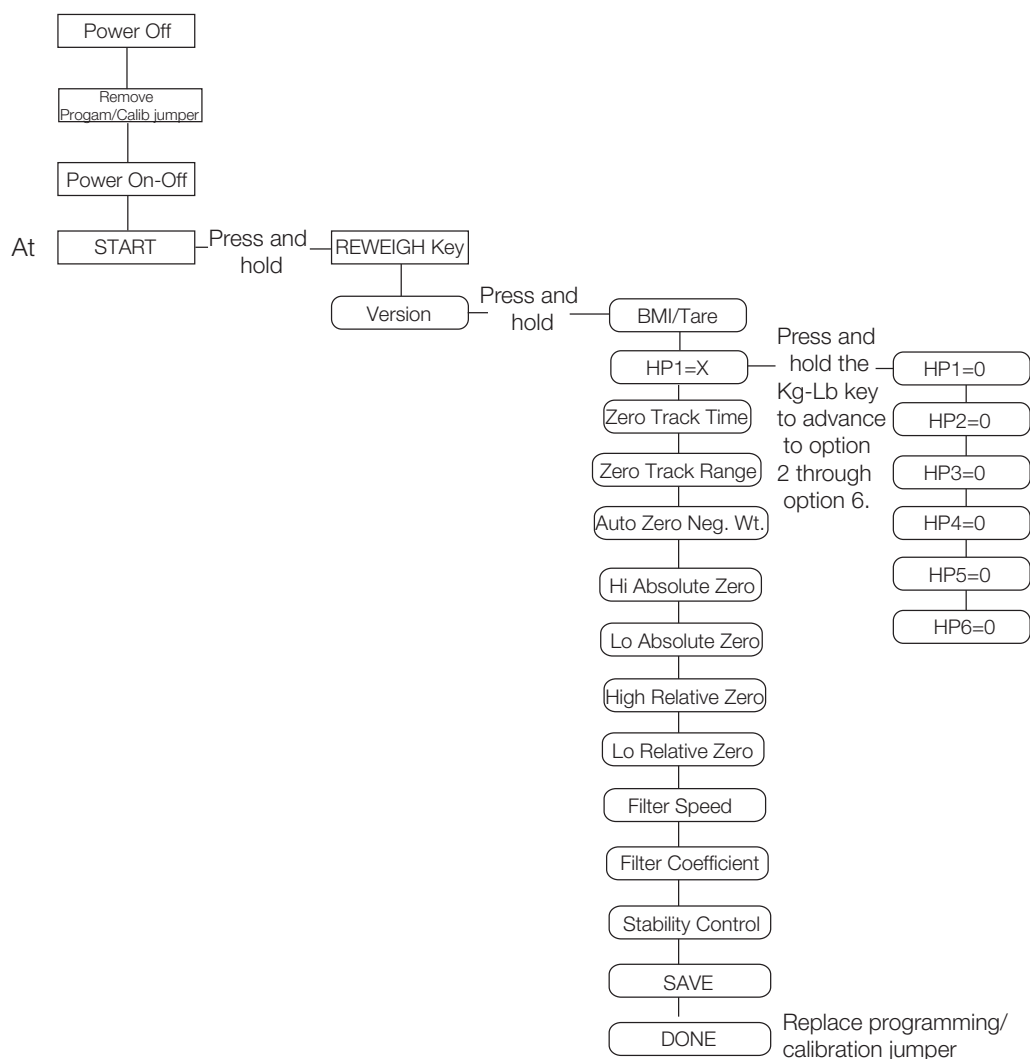 Power Off
Remove
Progam/Calib jumper
Power On-Off
At
START
Press and
hold
REWEIGH Key
Version
Press and
hold
BMI/Tare
HP1=X
Press and
hold the
Kg-Lb key
to advance
to option
2 through
option 6.
HP1=0
HP2=0
HP3=0
HP4=0
HP5=0
HP6=0
Zero Track Time
Zero Track Range
Auto Zero Neg. Wt.
Hi Absolute Zero
Lo Absolute Zero
High Relative Zero
Lo Relative Zero
Filter Speed
Filter Coefficient
Stability Control
SAVE
DONE
Replace programming/
calibration jumper